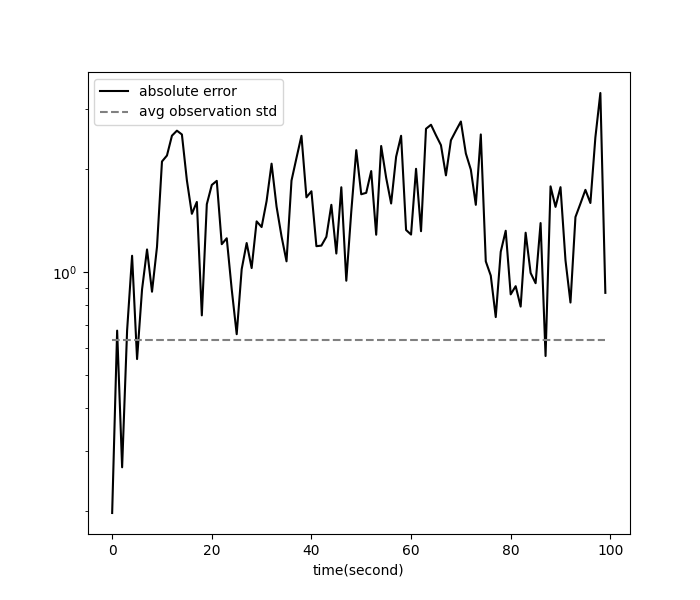 absolute error
avg observation std
10⁰
0 20 40 60 80 100
time(second)